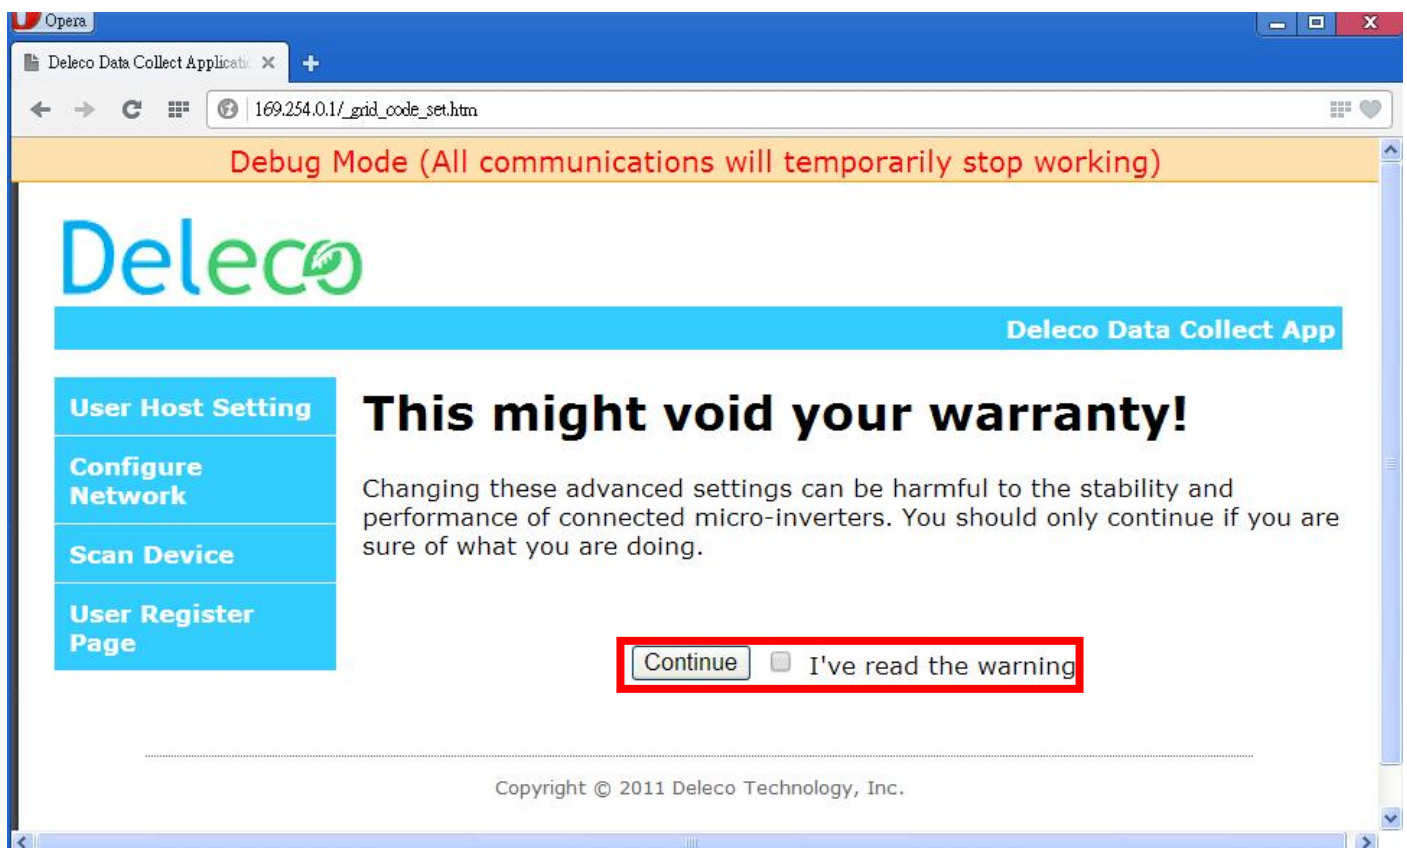 Opera
Deleco Data Collect Applicatio
169.254.0.1/_grid_code_set.htm
Debug Mode (All communications will temporarily stop working)
Deleco
Deleco Data Collect App
User Host Setting
Configure
Network
Scan Device
User Register
Page
This might void your warranty!
Changing these advanced settings can be harmful to the stability and
performance of connected micro-inverters. You should only continue if you are
sure of what you are doing.
Continue I've read the warning
Copyright © 2011 Deleco Technology, Inc.